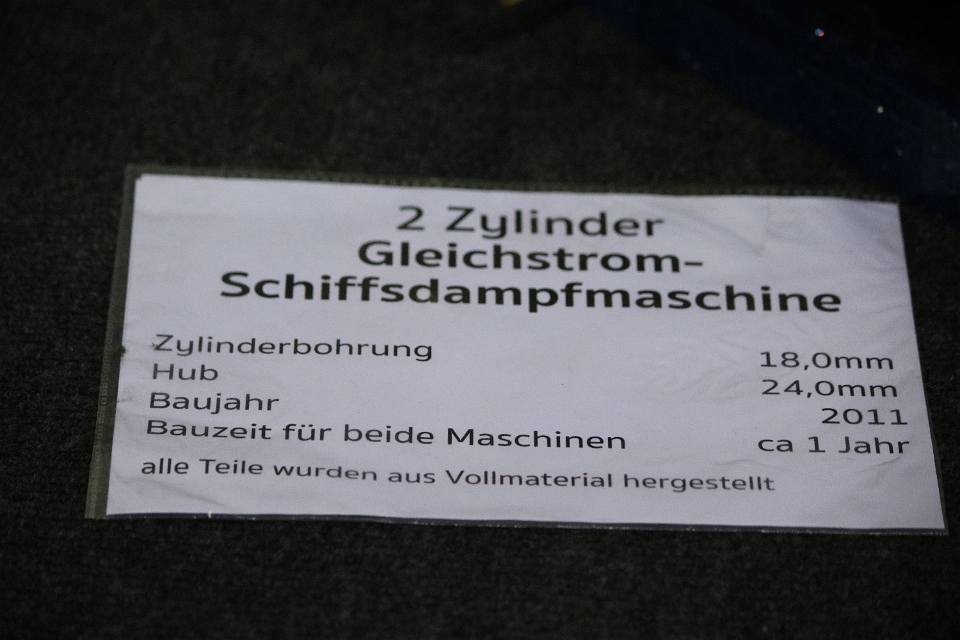 2 Zylinder
Gleichstrom-
Schiffsdampfmaschine
Zylinderbohrung 18,0mm
Hub 24,0mm
Baujahr 2011
Bauzeit für beide Maschinen ca 1 Jahr
alle Teile wurden aus Vollmaterial hergestellt